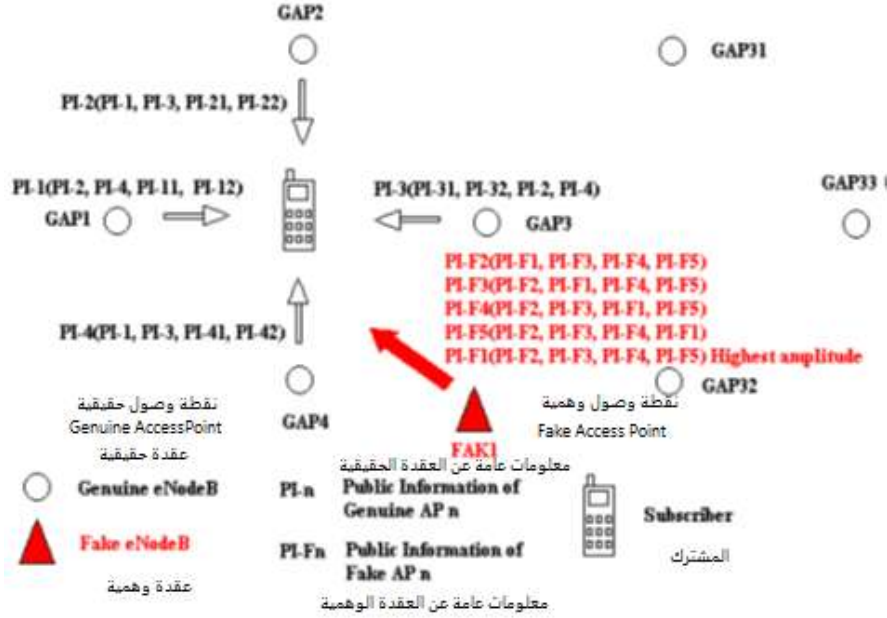 GAP2
GAP31
PI-2(PI-1, PI-3, PI-21, PI-22)
PI-1(PI-2, PI-4, PI-11, PI-12)
PI-3(PI-31, PI-32, PI-2, PI-4)
GAP33
GAP1
GAP3
PI-F2(PI-F1, PI-F3, PI-F4, PI-F5)
PI-F3(PI-F2, PI-F1, PI-F4, PI-F5)
PI-F4(PI-F2, PI-F3, PI-F1, PI-F5)
PI-F5(PI-F2, PI-F3, PI-F4, PI-F1)
PI-F1(PI-F2, PI-F3, PI-F4, PI-F5) Highest amplitude
PI-4(PI-1, PI-3, PI-41, PI-42)
GAP32
GAP4
نقطة وصول حقيقية
Genuine AccessPoint
عقدة حقيقية
نقطة وصول وهمية
Fake Access Point
FAK1
معلومات عامة عن العقدة الحقيقية
Genuine eNodeB
PI-n Public Information of
Genuine AP n
Subscriber
المشترك
Fake eNodeB
PI-Fn Public Information of
Fake AP n
عقدة وهمية
معلومات عامة عن العقدة الوهمية